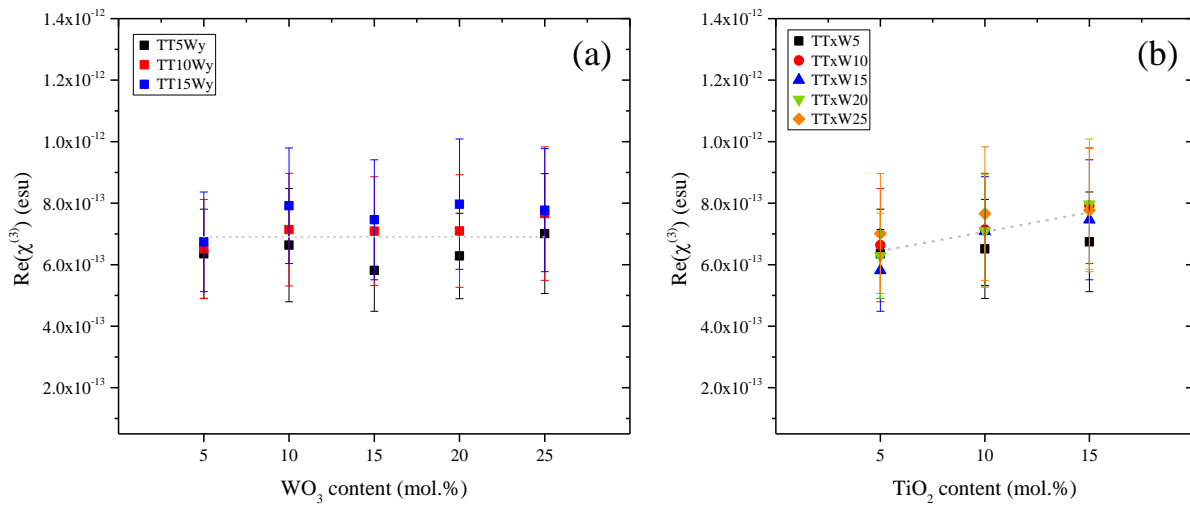 (a)
TT5Wy
TT10Wy
TT15Wy
1.4x10⁻¹²
1.2x10⁻¹²
1.0x10⁻¹²
8.0x10⁻¹³
6.0x10⁻¹³
4.0x10⁻¹³
2.0x10⁻¹³
Re(χ⁽³⁾) (esu)
5 10 15 20 25
WO₃ content (mol.%)
(b)
TTxW5
TTxW10
TTxW15
TTxW20
TTxW25
1.4x10⁻¹²
1.2x10⁻¹²
1.0x10⁻¹²
8.0x10⁻¹³
6.0x10⁻¹³
4.0x10⁻¹³
2.0x10⁻¹³
Re(χ⁽³⁾) (esu)
5 10 15
TiO₂ content (mol.%)